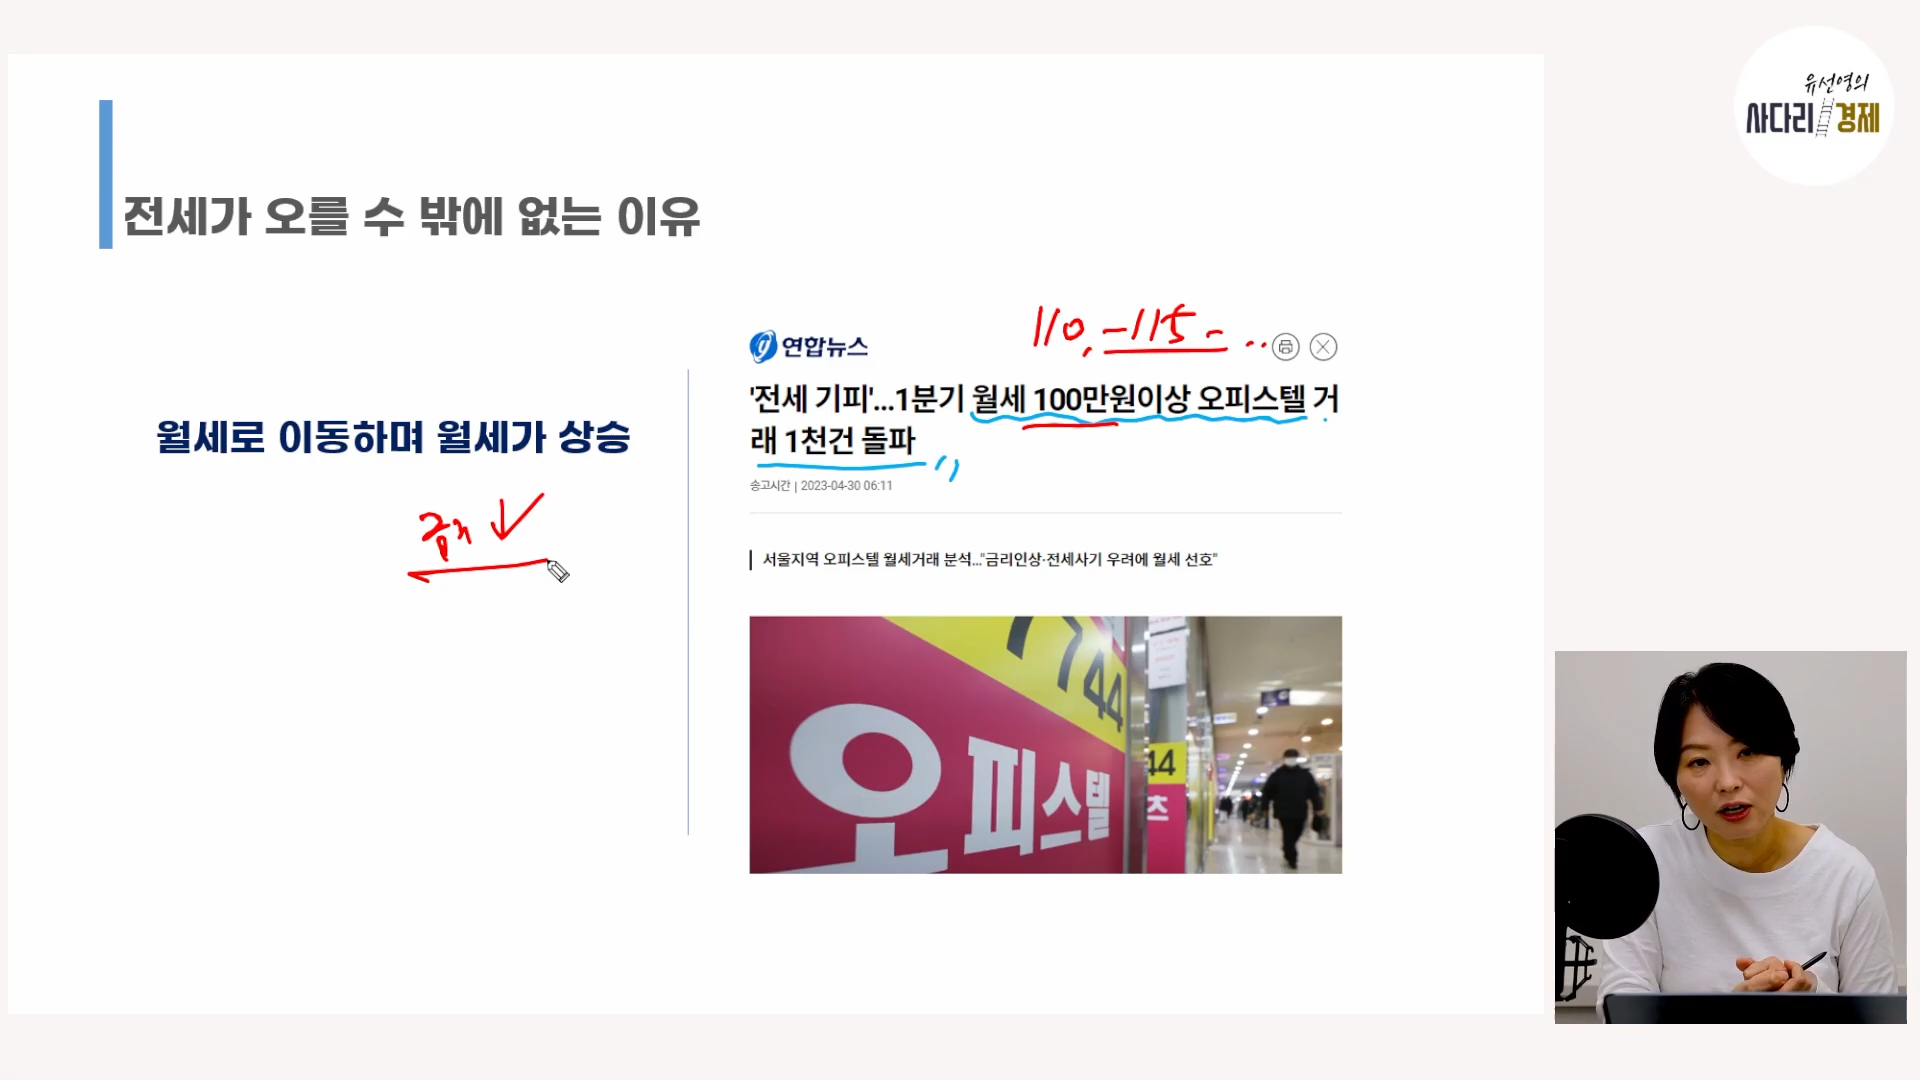 유선영의
사다리 경제
전세가 오를 수 밖에 없는 이유
월세로 이동하며 월세가 상승
110, -115 - ..
연합뉴스
'전세 기피'...1분기 월세 100만원이상 오피스텔 거
래 1천건 돌파
송고시간 | 2023-04-30 06:11
서울지역 오피스텔 월세거래 분석..."금리인상·전세사기 우려에 월세 선호"
744
오피스텔
44
츠